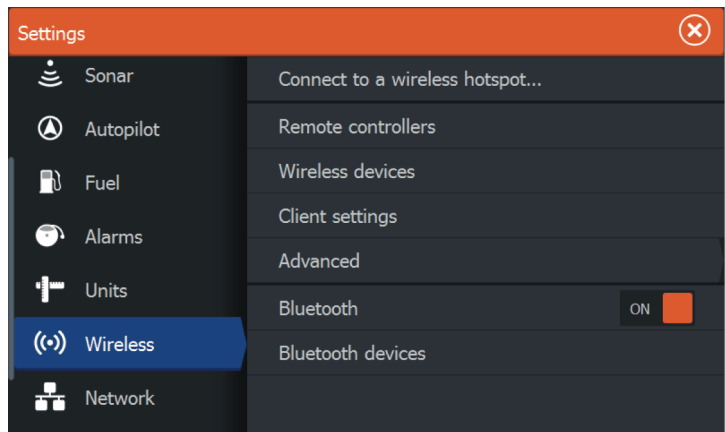 Settings
Sonar
Autopilot
Fuel
Alarms
Units
Wireless
Network
Connect to a wireless hotspot...
Remote controllers
Wireless devices
Client settings
Advanced
Bluetooth ON
Bluetooth devices